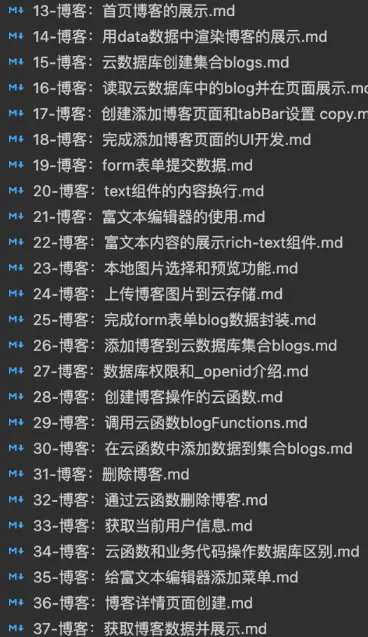 13-博客：首页博客的展示.md
14-博客：用data数据中渲染博客的展示.md
15-博客：云数据库创建集合blogs.md
16-博客：读取云数据库中的blog并在页面展示.md
17-博客：创建添加博客页面和tabBar设置 copy.m
18-博客：完成添加博客页面的UI开发.md
19-博客：form表单提交数据.md
20-博客：text组件的内容换行.md
21-博客：富文本编辑器的使用.md
22-博客：富文本内容的展示rich-text组件.md
23-博客：本地图片选择和预览功能.md
24-博客：上传博客图片到云存储.md
25-博客：完成form表单blog数据封装.md
26-博客：添加博客到云数据库集合blogs.md
27-博客：数据库权限和_openid介绍.md
28-博客：创建博客操作的云函数.md
29-博客：调用云函数blogFunctions.md
30-博客：在云函数中添加数据到集合blogs.md
31-博客：删除博客.md
32-博客：通过云函数删除博客.md
33-博客：获取当前用户信息.md
34-博客：云函数和业务代码操作数据库区别.md
35-博客：给富文本编辑器添加菜单.md
36-博客：博客详情页面创建.md
37-博客：获取博客数据并展示.md